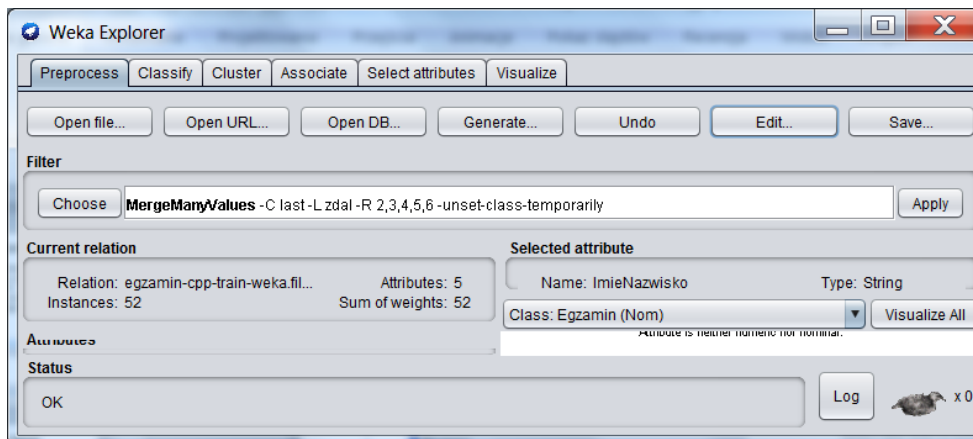 Weka Explorer
Preprocess Classify Cluster Associate Select attributes Visualize
Open file... Open URL... Open DB... Generate... Undo Edit... Save...
Filter
Choose MergeManyValues -C last -L zdal -R 2,3,4,5,6 -unset-class-temporarily Apply
Current relation
Relation: egzamin-cpp-train-weka.fil... Attributes: 5
Instances: 52 Sum of weights: 52
Selected attribute
Name: ImieNazwisko Type: String
Class: Egzamin (Nom) Visualize All
Attribute is neither numeric nor nominal.
Attributes
Status
OK
Log x 0